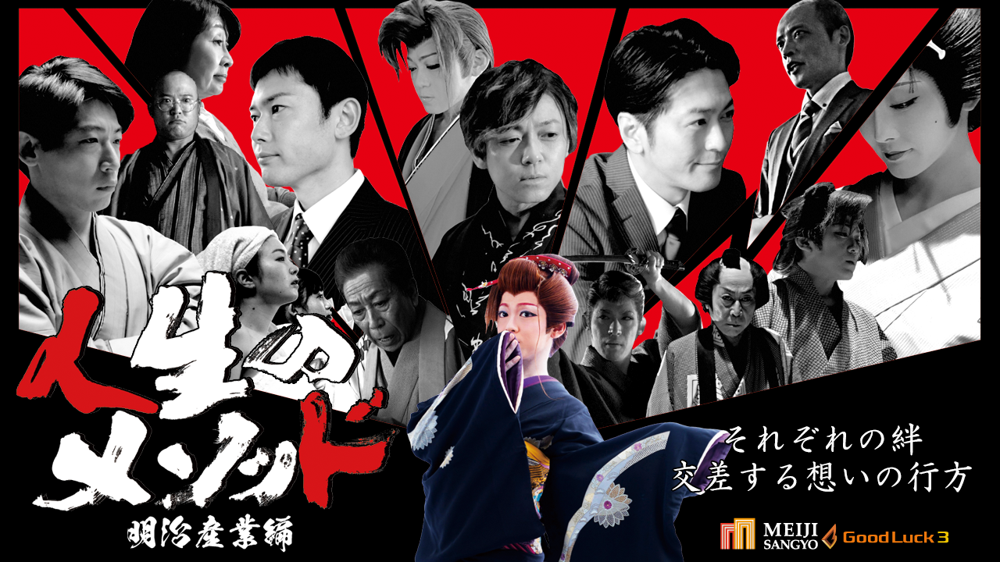 人生の
メソッド
明治産業編
それぞれの絆
交差する想いの行方
MEIJI
SANGYO
GoodLuck3